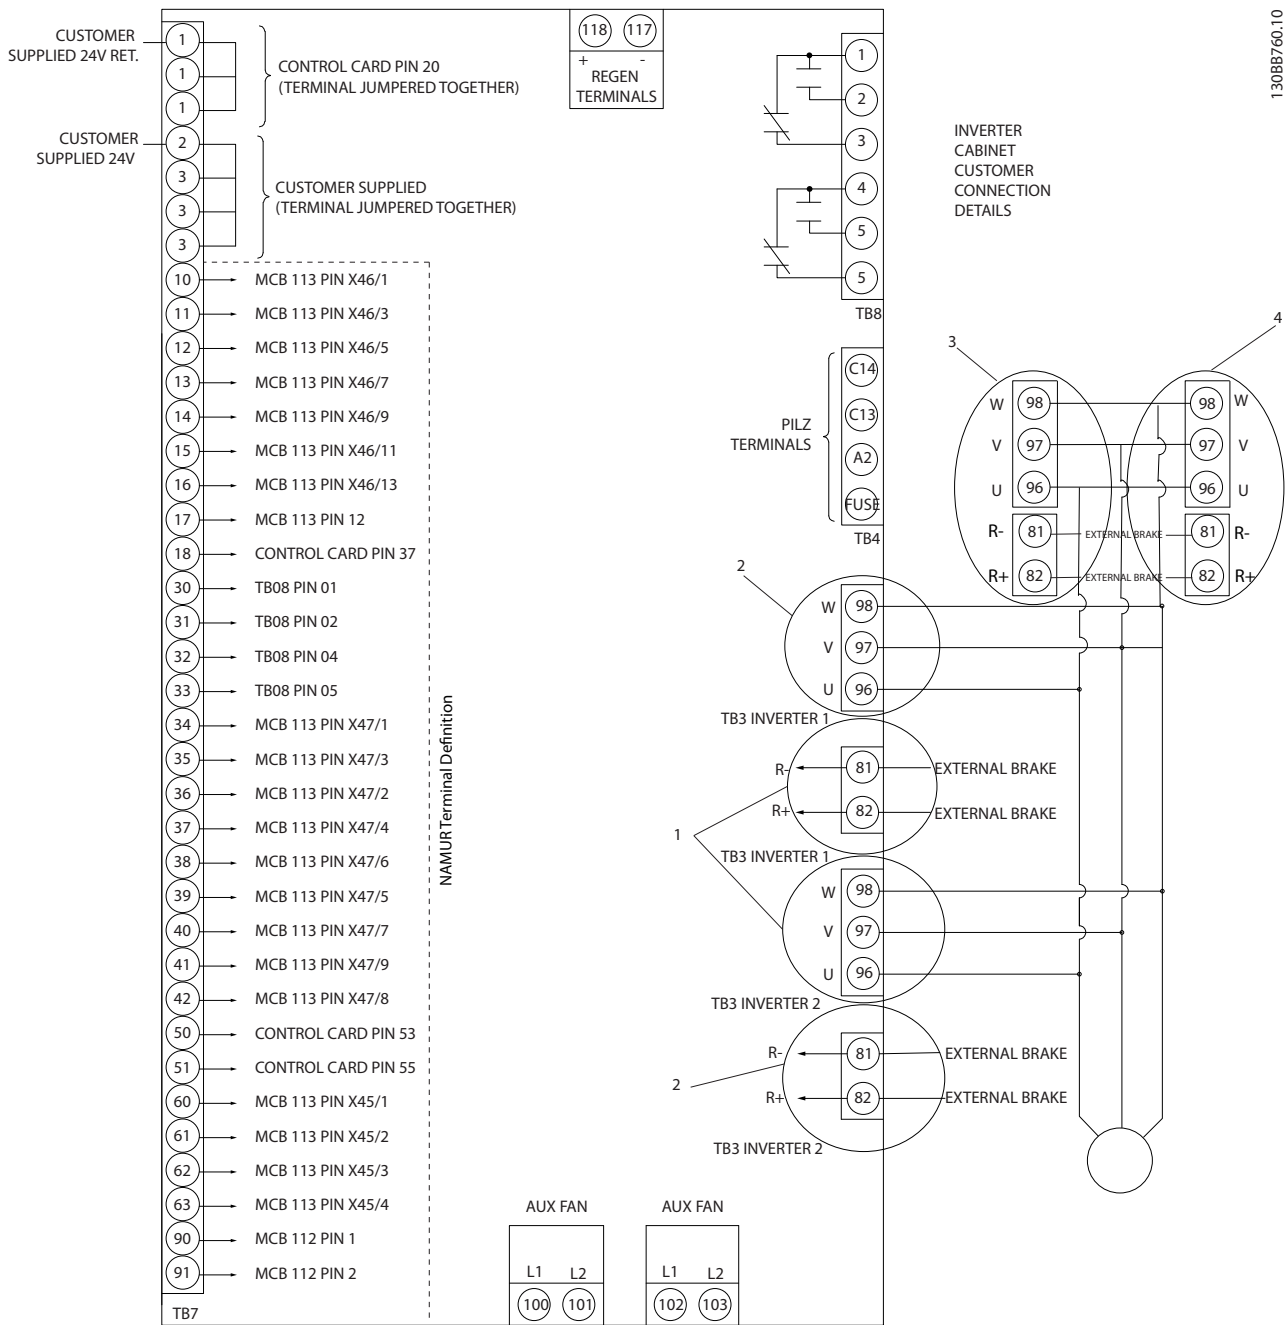 130BB760.10
CUSTOMER
SUPPLIED 24V RET.
1
1
1
CONTROL CARD PIN 20
(TERMINAL JUMPERED TOGETHER)
CUSTOMER
SUPPLIED 24V
2
3
3
3
CUSTOMER SUPPLIED
(TERMINAL JUMPERED TOGETHER)
10 MCB 113 PIN X46/1
11 MCB 113 PIN X46/3
12 MCB 113 PIN X46/5
13 MCB 113 PIN X46/7
14 MCB 113 PIN X46/9
15 MCB 113 PIN X46/11
16 MCB 113 PIN X46/13
17 MCB 113 PIN 12
18 CONTROL CARD PIN 37
30 TB08 PIN 01
31 TB08 PIN 02
32 TB08 PIN 04
33 TB08 PIN 05
34 MCB 113 PIN X47/1
35 MCB 113 PIN X47/3
36 MCB 113 PIN X47/2
37 MCB 113 PIN X47/4
38 MCB 113 PIN X47/6
39 MCB 113 PIN X47/5
40 MCB 113 PIN X47/7
41 MCB 113 PIN X47/9
42 MCB 113 PIN X47/8
50 CONTROL CARD PIN 53
51 CONTROL CARD PIN 55
60 MCB 113 PIN X45/1
61 MCB 113 PIN X45/2
62 MCB 113 PIN X45/3
63 MCB 113 PIN X45/4
90 MCB 112 PIN 1
91 MCB 112 PIN 2
TB7
NAMUR Terminal Definition
118 117
+ -
REGEN
TERMINALS
1
2
3
4
5
5
TB8
INVERTER
CABINET
CUSTOMER
CONNECTION
DETAILS
PILZ
TERMINALS
C14
C13
A2
FUSE
TB4
2
W 98
V 97
U 96
TB3 INVERTER 1
R- 81 EXTERNAL BRAKE
R+ 82 EXTERNAL BRAKE
1
TB3 INVERTER 1
W 98
V 97
U 96
TB3 INVERTER 2
R- 81 EXTERNAL BRAKE
2
R+ 82 EXTERNAL BRAKE
TB3 INVERTER 2
3 4
W 98 98 W
V 97 97 V
U 96 96 U
R- 81 EXTERNAL BRAKE 81 R-
R+ 82 EXTERNAL BRAKE 82 R+
AUX FAN
L1 L2
100 101
AUX FAN
L1 L2
102 103